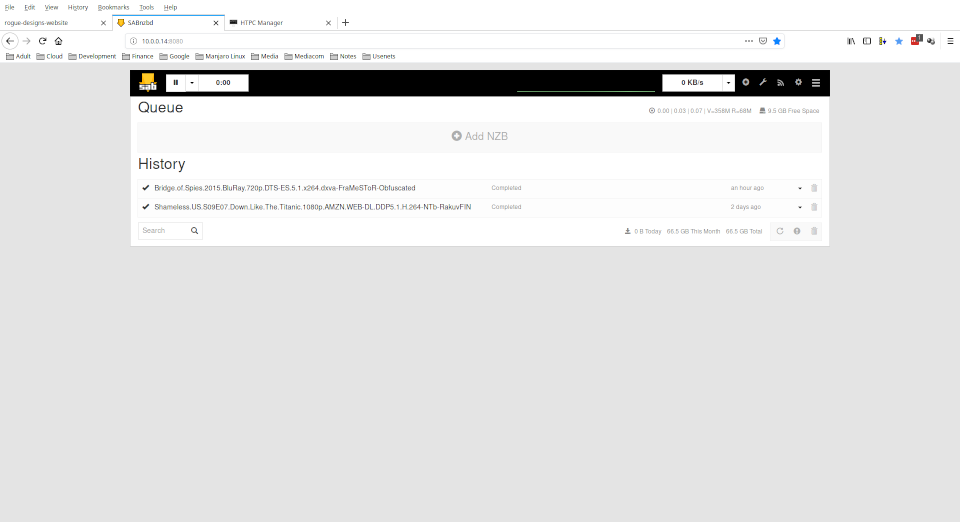 File Edit View History Bookmarks Tools Help
rogue-designs-website SABnzbd HTPC Manager
10.0.0.14:8080
Adult Cloud Development Finance Google Manjaro Linux Media Mediacom Notes Usenets
sab 0:00 0 KB/s
Queue
0.00 | 0.03 | 0.07 | V=358M R=68M 9.5 GB Free Space
Add NZB
History
Bridge.of.Spies.2015.BluRay.720p.DTS-ES.5.1.x264.dxva-FraMeSToR-Obfuscated Completed an hour ago
Shameless.US.S09E07.Down.Like.The.Titanic.1080p.AMZN.WEB-DL.DDP5.1.H.264-NTb-RakuvFIN Completed 2 days ago
Search 0 B Today 66.5 GB This Month 66.5 GB Total